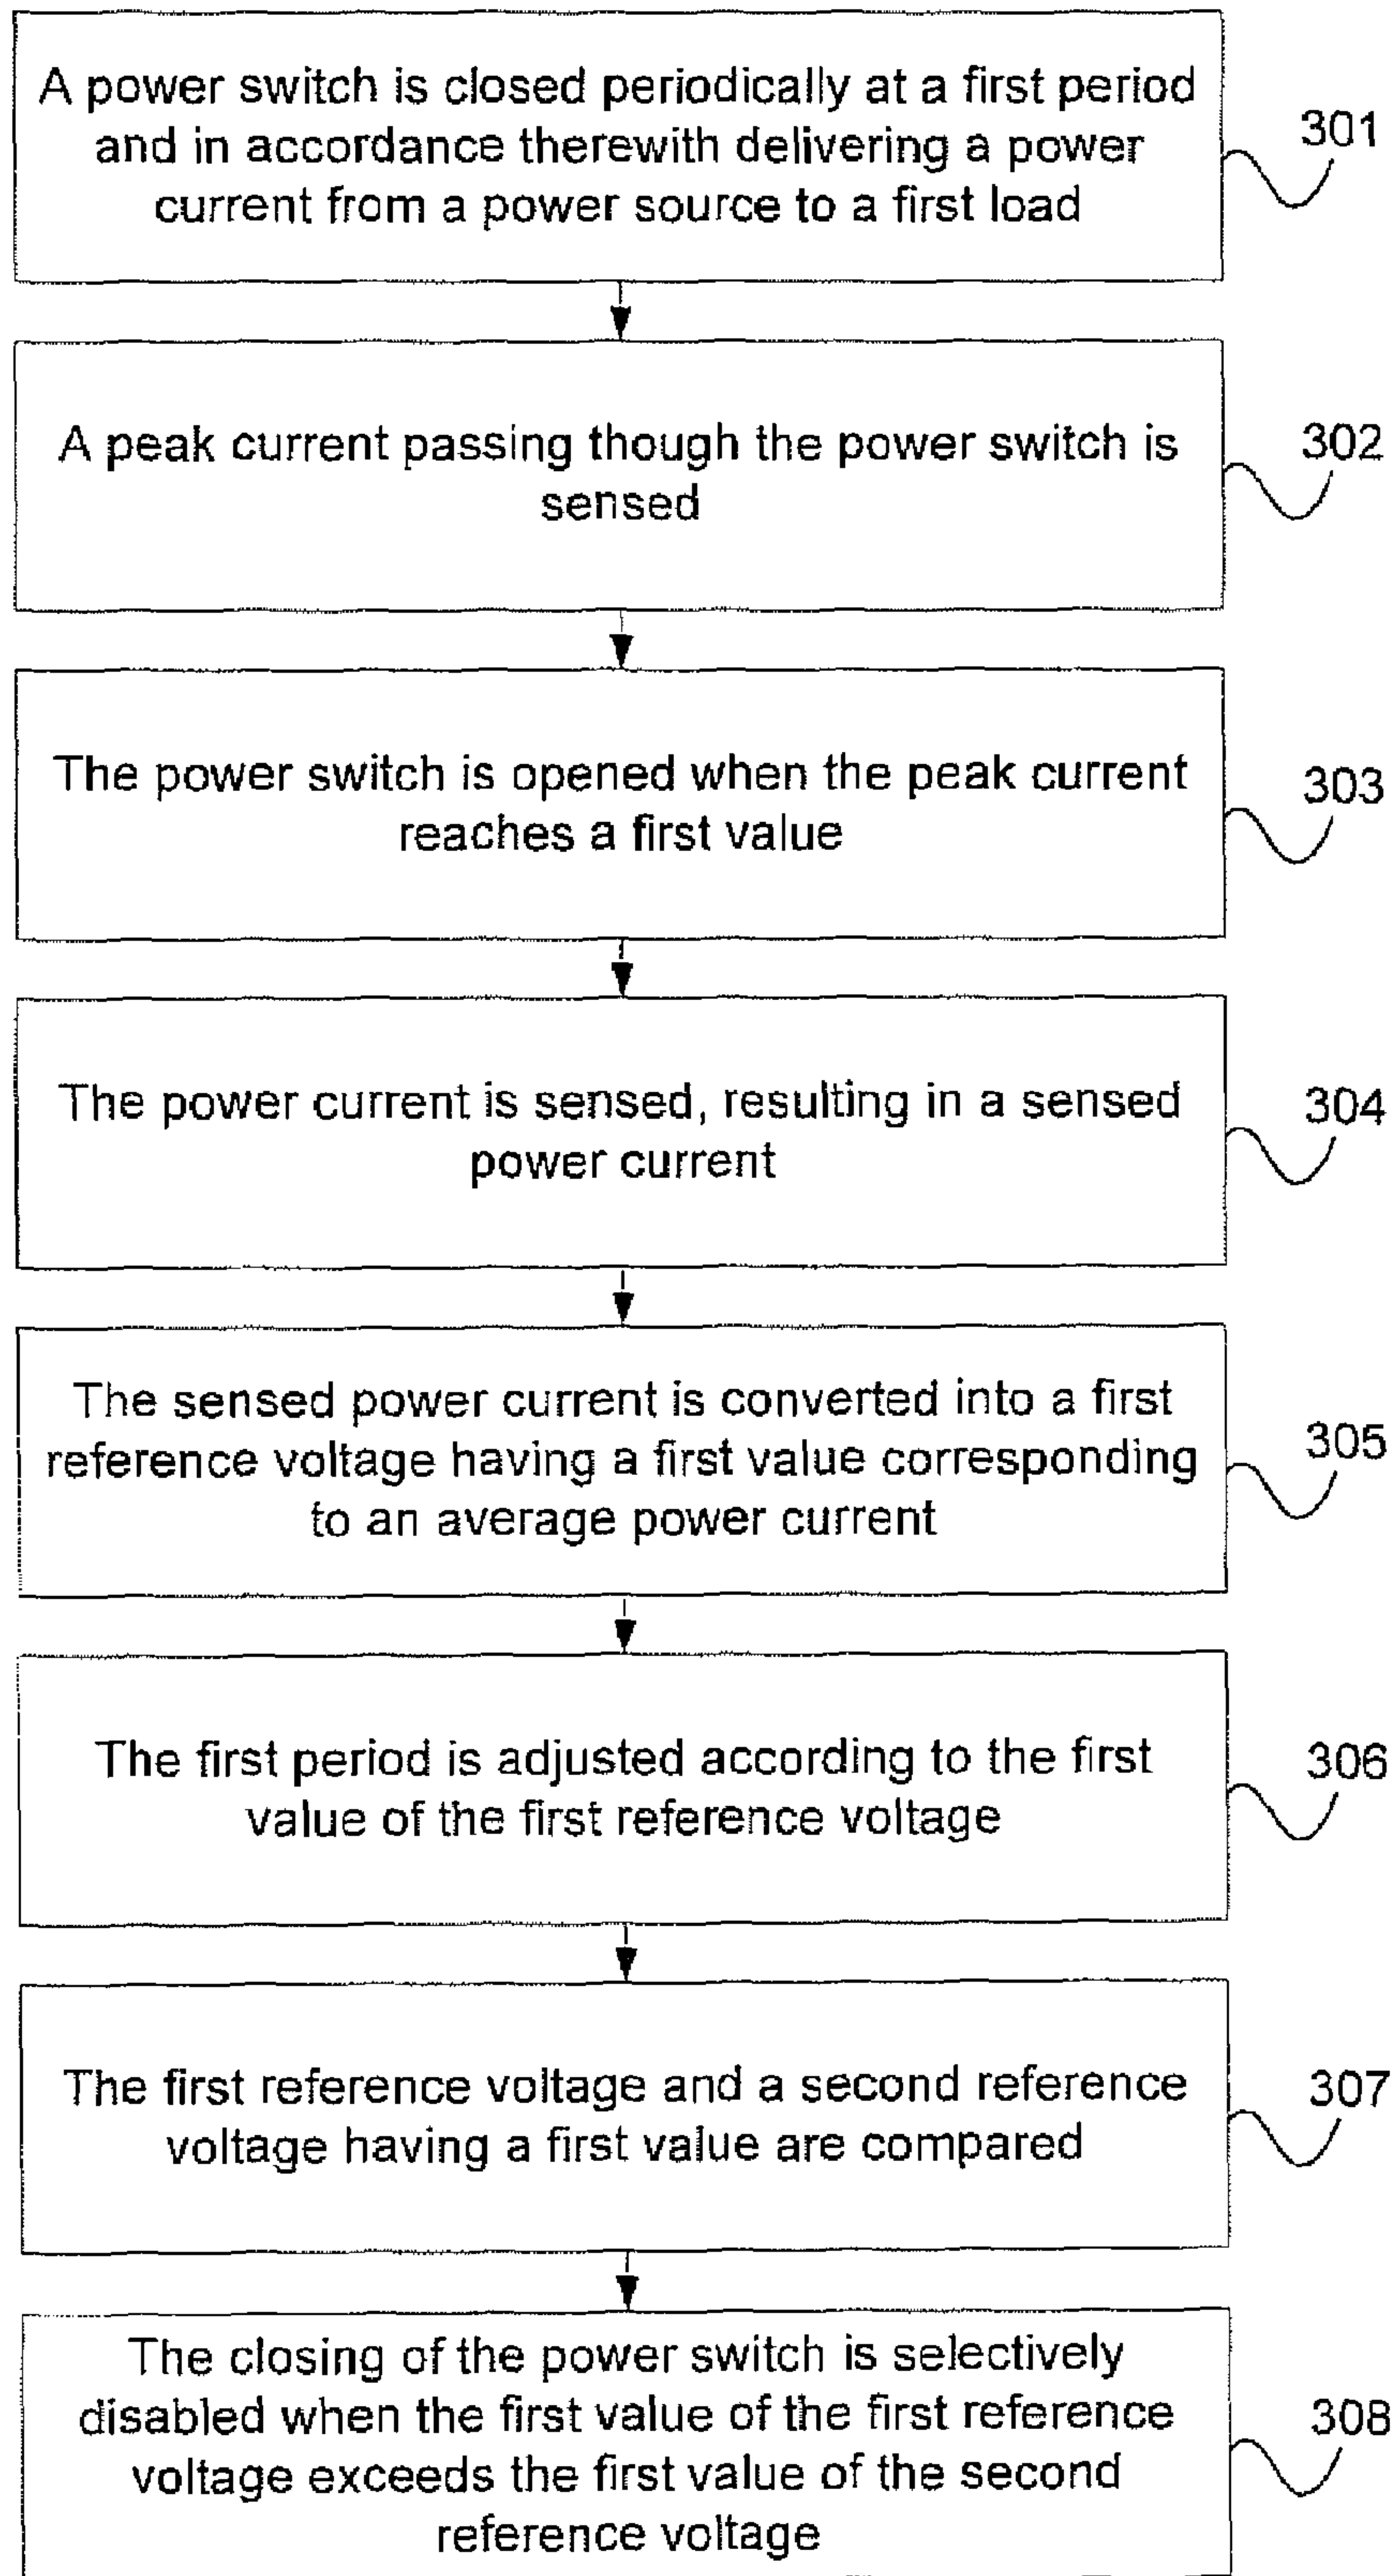 A power switch is closed periodically at a first period
and in accordance therewith delivering a power
current from a power source to a first load
301
A peak current passing though the power switch is
sensed
302
The power switch is opened when the peak current
reaches a first value
303
The power current is sensed, resulting in a sensed
power current
304
The sensed power current is converted into a first
reference voltage having a first value corresponding
to an average power current
305
The first period is adjusted according to the first
value of the first reference voltage
306
The first reference voltage and a second reference
voltage having a first value are compared
307
The closing of the power switch is selectively
disabled when the first value of the first reference
voltage exceeds the first value of the second
reference voltage
308